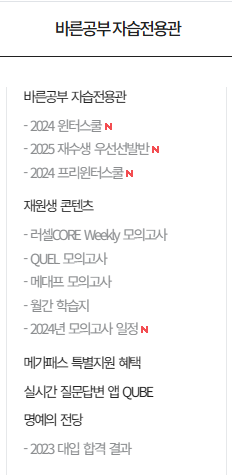 바른공부 자습전용관
바른공부 자습전용관
- 2024 윈터스쿨 N
- 2025 재수생 우선선발반 N
- 2024 프리윈터스쿨 N
재원생 콘텐츠
- 러셀CORE Weekly 모의고사
- QUEL 모의고사
- 메대프 모의고사
- 월간 학습지
- 2024년 모의고사 일정 N
메가패스 특별지원 혜택
실시간 질문답변 앱 QUBE
명예의 전당
- 2023 대입 합격 결과